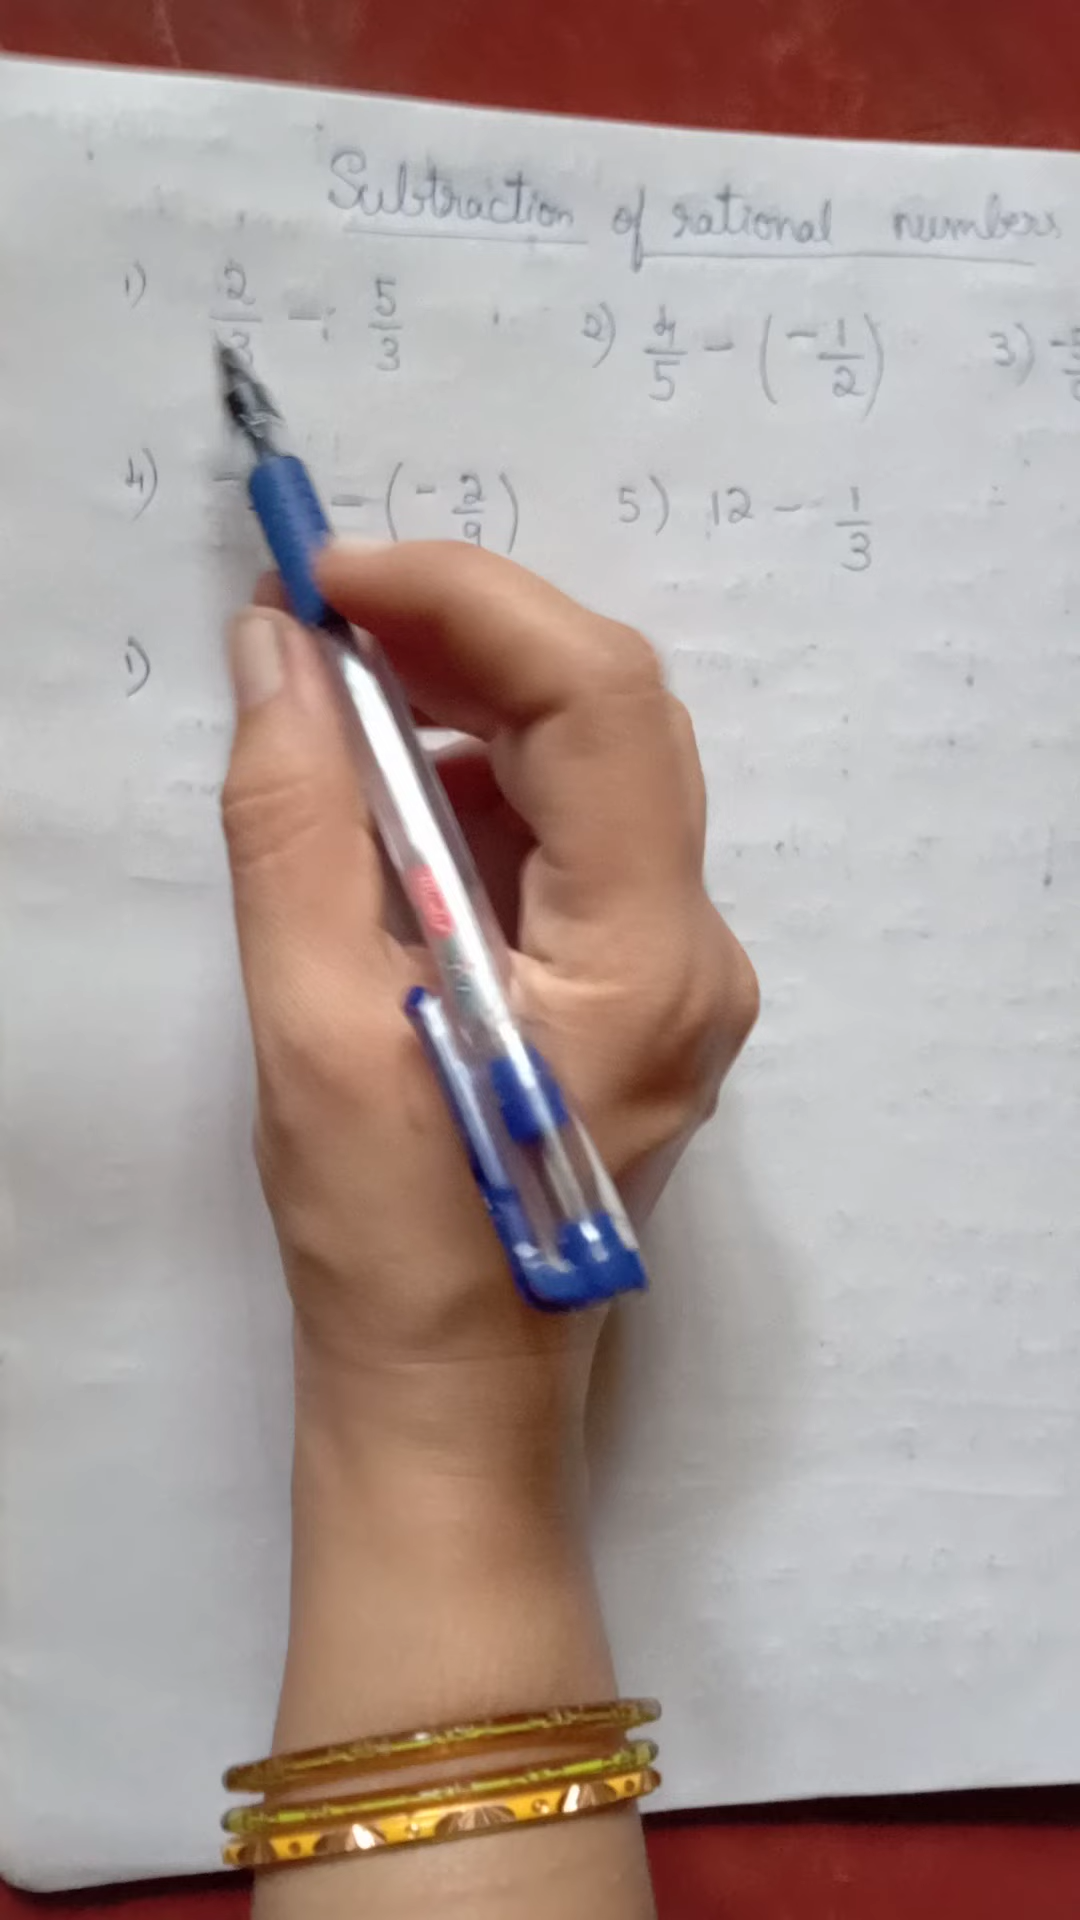 Subtraction of rational numbers
1) 2/3 - 5/3 2) 4/5 - (-1/2) 3) -
4) - - (-2/9) 5) 12 - 1/3
1)